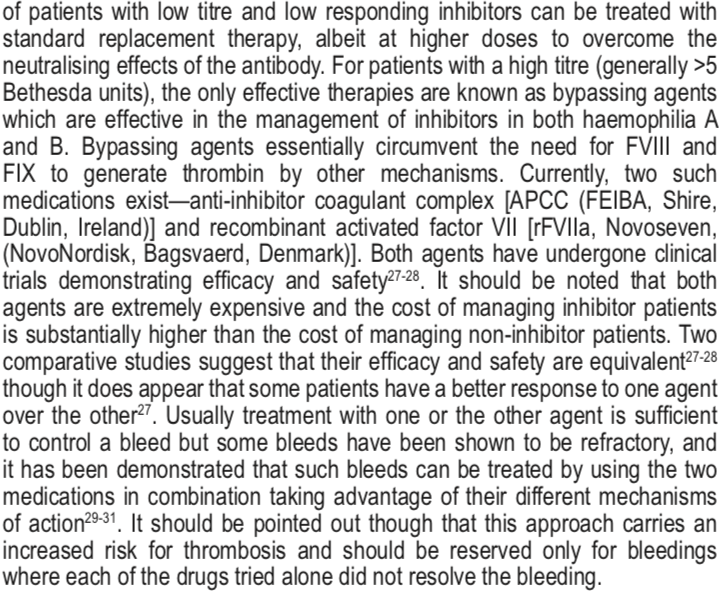 of patients with low titre and low responding inhibitors can be treated with
standard replacement therapy, albeit at higher doses to overcome the
neutralising effects of the antibody. For patients with a high titre (generally >5
Bethesda units), the only effective therapies are known as bypassing agents
which are effective in the management of inhibitors in both haemophilia A
and B. Bypassing agents essentially circumvent the need for FVIII and
FIX to generate thrombin by other mechanisms. Currently, two such
medications exist—anti-inhibitor coagulant complex [APCC (FEIBA, Shire,
Dublin, Ireland)] and recombinant activated factor VII [rFVIIa, Novoseven,
(NovoNordisk, Bagsvaerd, Denmark)]. Both agents have undergone clinical
trials demonstrating efficacy and safety27-28. It should be noted that both
agents are extremely expensive and the cost of managing inhibitor patients
is substantially higher than the cost of managing non-inhibitor patients. Two
comparative studies suggest that their efficacy and safety are equivalent27-28
though it does appear that some patients have a better response to one agent
over the other27. Usually treatment with one or the other agent is sufficient
to control a bleed but some bleeds have been shown to be refractory, and
it has been demonstrated that such bleeds can be treated by using the two
medications in combination taking advantage of their different mechanisms
of action29-31. It should be pointed out though that this approach carries an
increased risk for thrombosis and should be reserved only for bleedings
where each of the drugs tried alone did not resolve the bleeding.